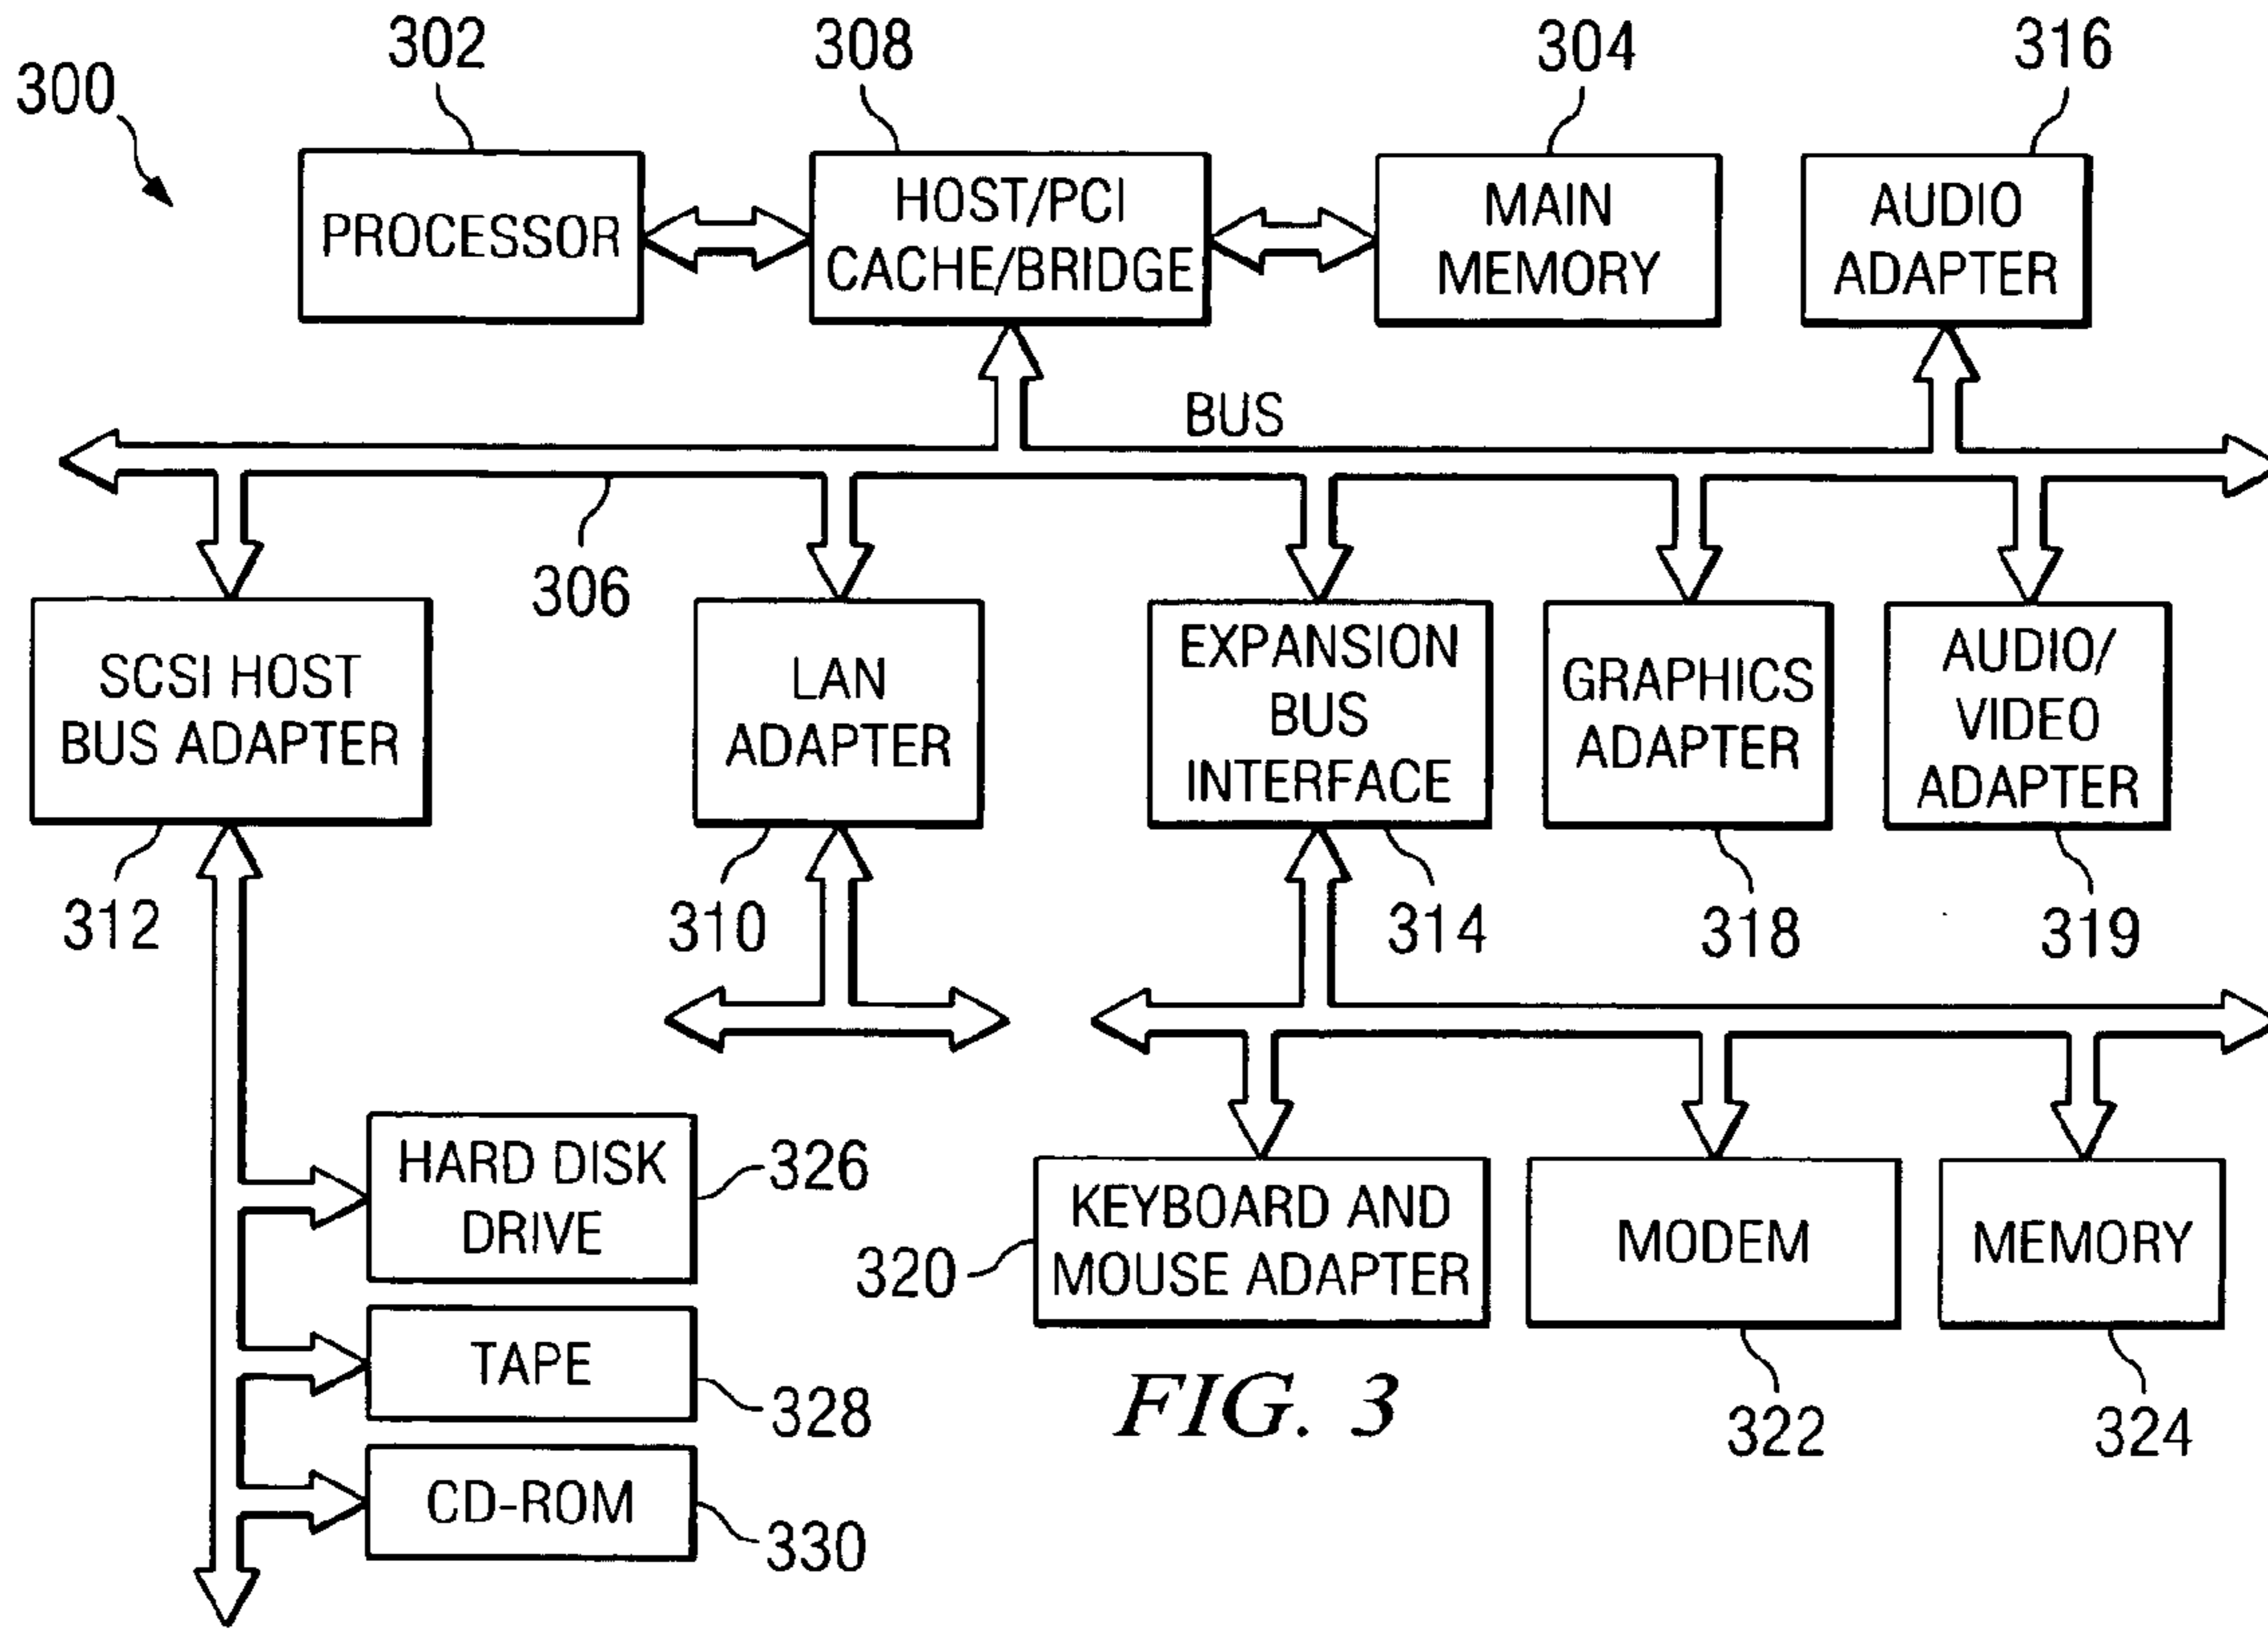 300
302
308
304
316
PROCESSOR
HOST/PCI
CACHE/BRIDGE
MAIN
MEMORY
AUDIO
ADAPTER
BUS
306
SCSI HOST
BUS ADAPTER
LAN
ADAPTER
EXPANSION
BUS
INTERFACE
GRAPHICS
ADAPTER
AUDIO/
VIDEO
ADAPTER
312
310
314
318
319
HARD DISK
DRIVE
326
TAPE
328
CD-ROM
330
320
KEYBOARD AND
MOUSE ADAPTER
MODEM
MEMORY
322
324
FIG. 3